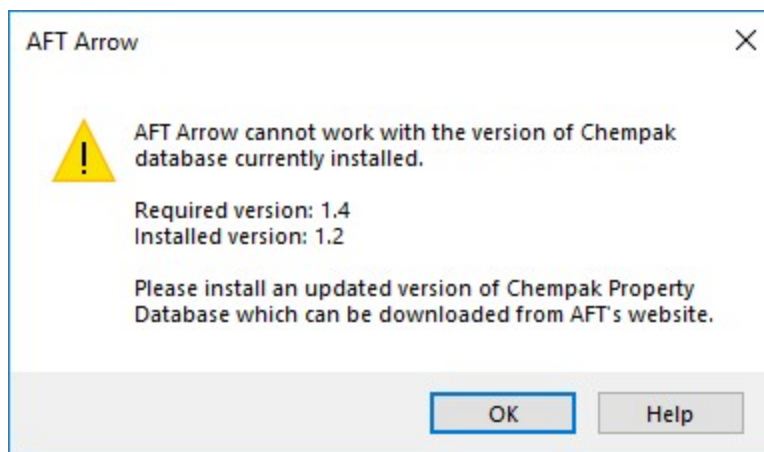 AFT Arrow
AFT Arrow cannot work with the version of Chempak
database currently installed.
Required version: 1.4
Installed version: 1.2
Please install an updated version of Chempak Property
Database which can be downloaded from AFT's website.
OK
Help